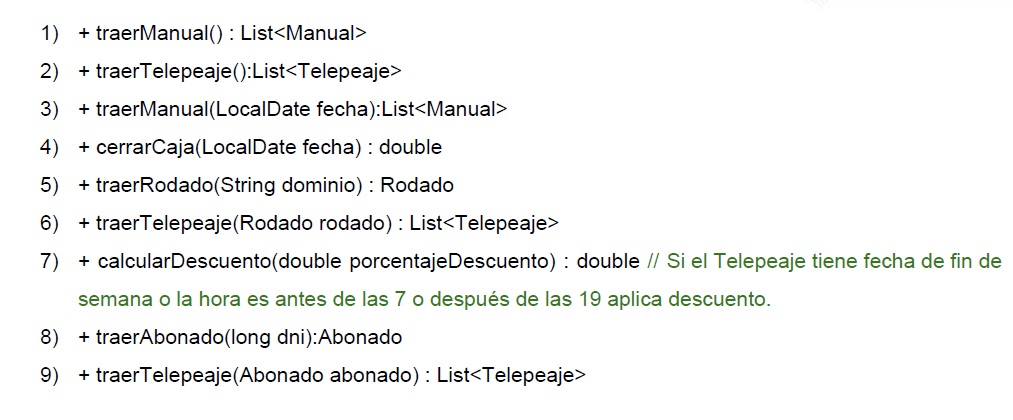 1) + traerManual() : List<Manual>
2) + traerTelepeaje():List<Telepeaje>
3) + traerManual(LocalDate fecha):List<Manual>
4) + cerrarCaja(LocalDate fecha) : double
5) + traerRodado(String dominio) : Rodado
6) + traerTelepeaje(Rodado rodado) : List<Telepeaje>
7) + calcularDescuento(double porcentajeDescuento) : double // Si el Telepeaje tiene fecha de fin de
semana o la hora es antes de las 7 o después de las 19 aplica descuento.
8) + traerAbonado(long dni):Abonado
9) + traerTelepeaje(Abonado abonado) : List<Telepeaje>